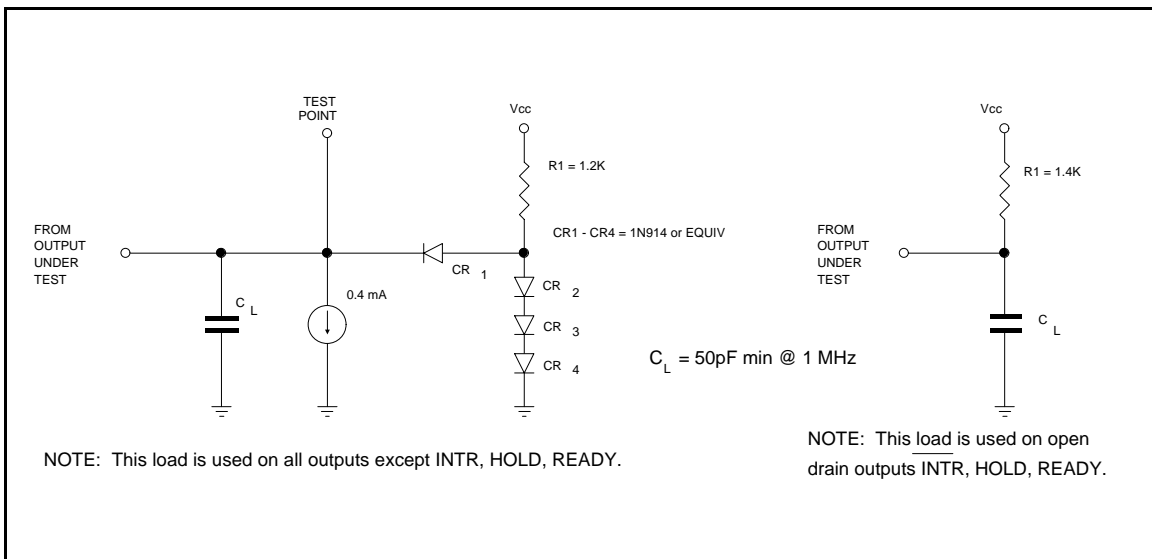 TEST
POINT
Vcc
R1 = 1.2K
FROM
OUTPUT
UNDER
TEST
CR1 - CR4 = 1N914 or EQUIV
CR 1
CR 2
CR 3
CR 4
0.4 mA
C L
C L = 50pF min @ 1 MHz
NOTE: This load is used on all outputs except INTR, HOLD, READY.
Vcc
R1 = 1.4K
FROM
OUTPUT
UNDER
TEST
C L
NOTE: This load is used on open
drain outputs INTR, HOLD, READY.